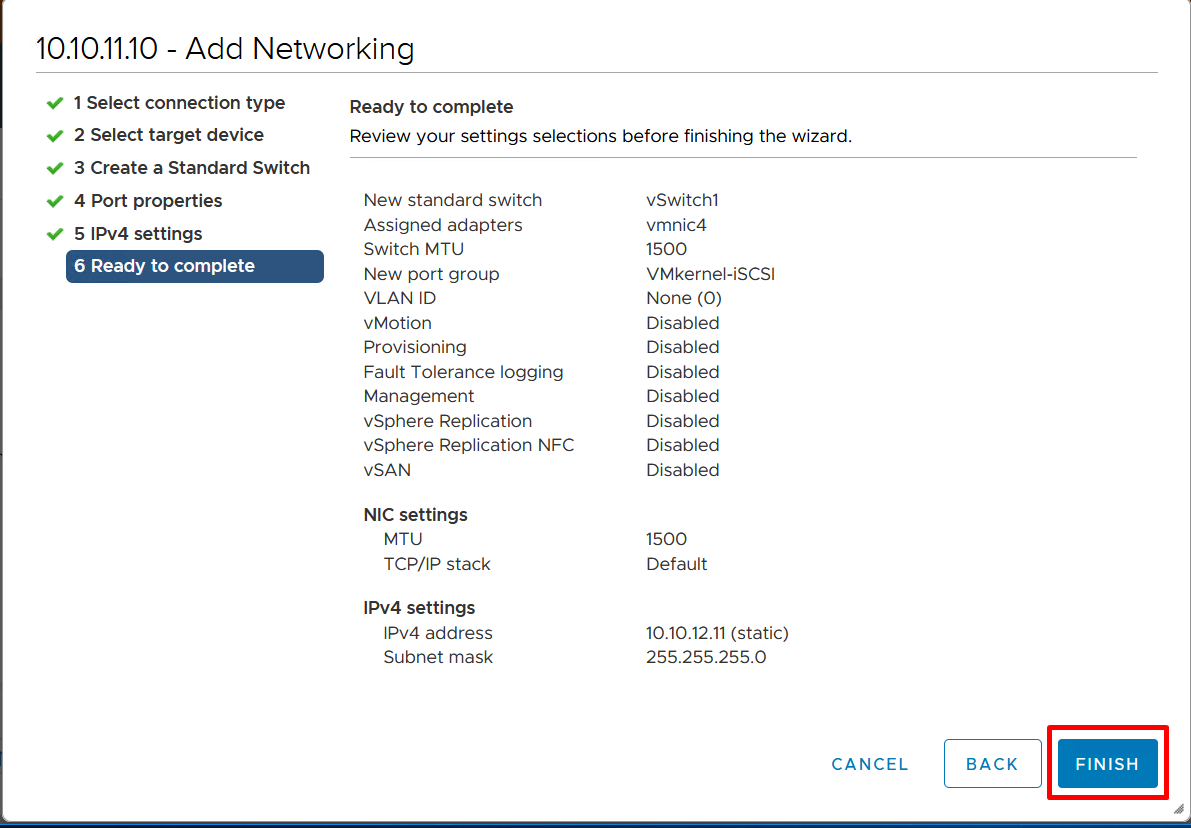 10.10.11.10 - Add Networking
1 Select connection type
2 Select target device
3 Create a Standard Switch
4 Port properties
5 IPv4 settings
6 Ready to complete
Ready to complete
Review your settings selections before finishing the wizard.
New standard switch vSwitch1
Assigned adapters vmnic4
Switch MTU 1500
New port group VMkernel-iSCSI
VLAN ID None (0)
vMotion Disabled
Provisioning Disabled
Fault Tolerance logging Disabled
Management Disabled
vSphere Replication Disabled
vSphere Replication NFC Disabled
vSAN Disabled
NIC settings
MTU 1500
TCP/IP stack Default
IPv4 settings
IPv4 address 10.10.12.11 (static)
Subnet mask 255.255.255.0
CANCEL BACK FINISH